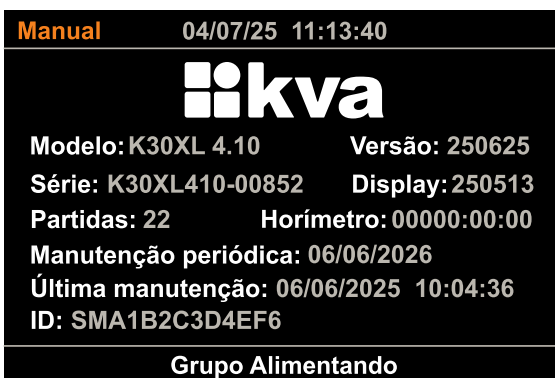 Manual 04/07/25 11:13:40
kva
Modelo: K30XL 4.10 Versão: 250625
Série: K30XL410-00852 Display: 250513
Partidas: 22 Horímetro: 00000:00:00
Manutenção periódica: 06/06/2026
Última manutenção: 06/06/2025 10:04:36
ID: SMA1B2C3D4EF6
Grupo Alimentando